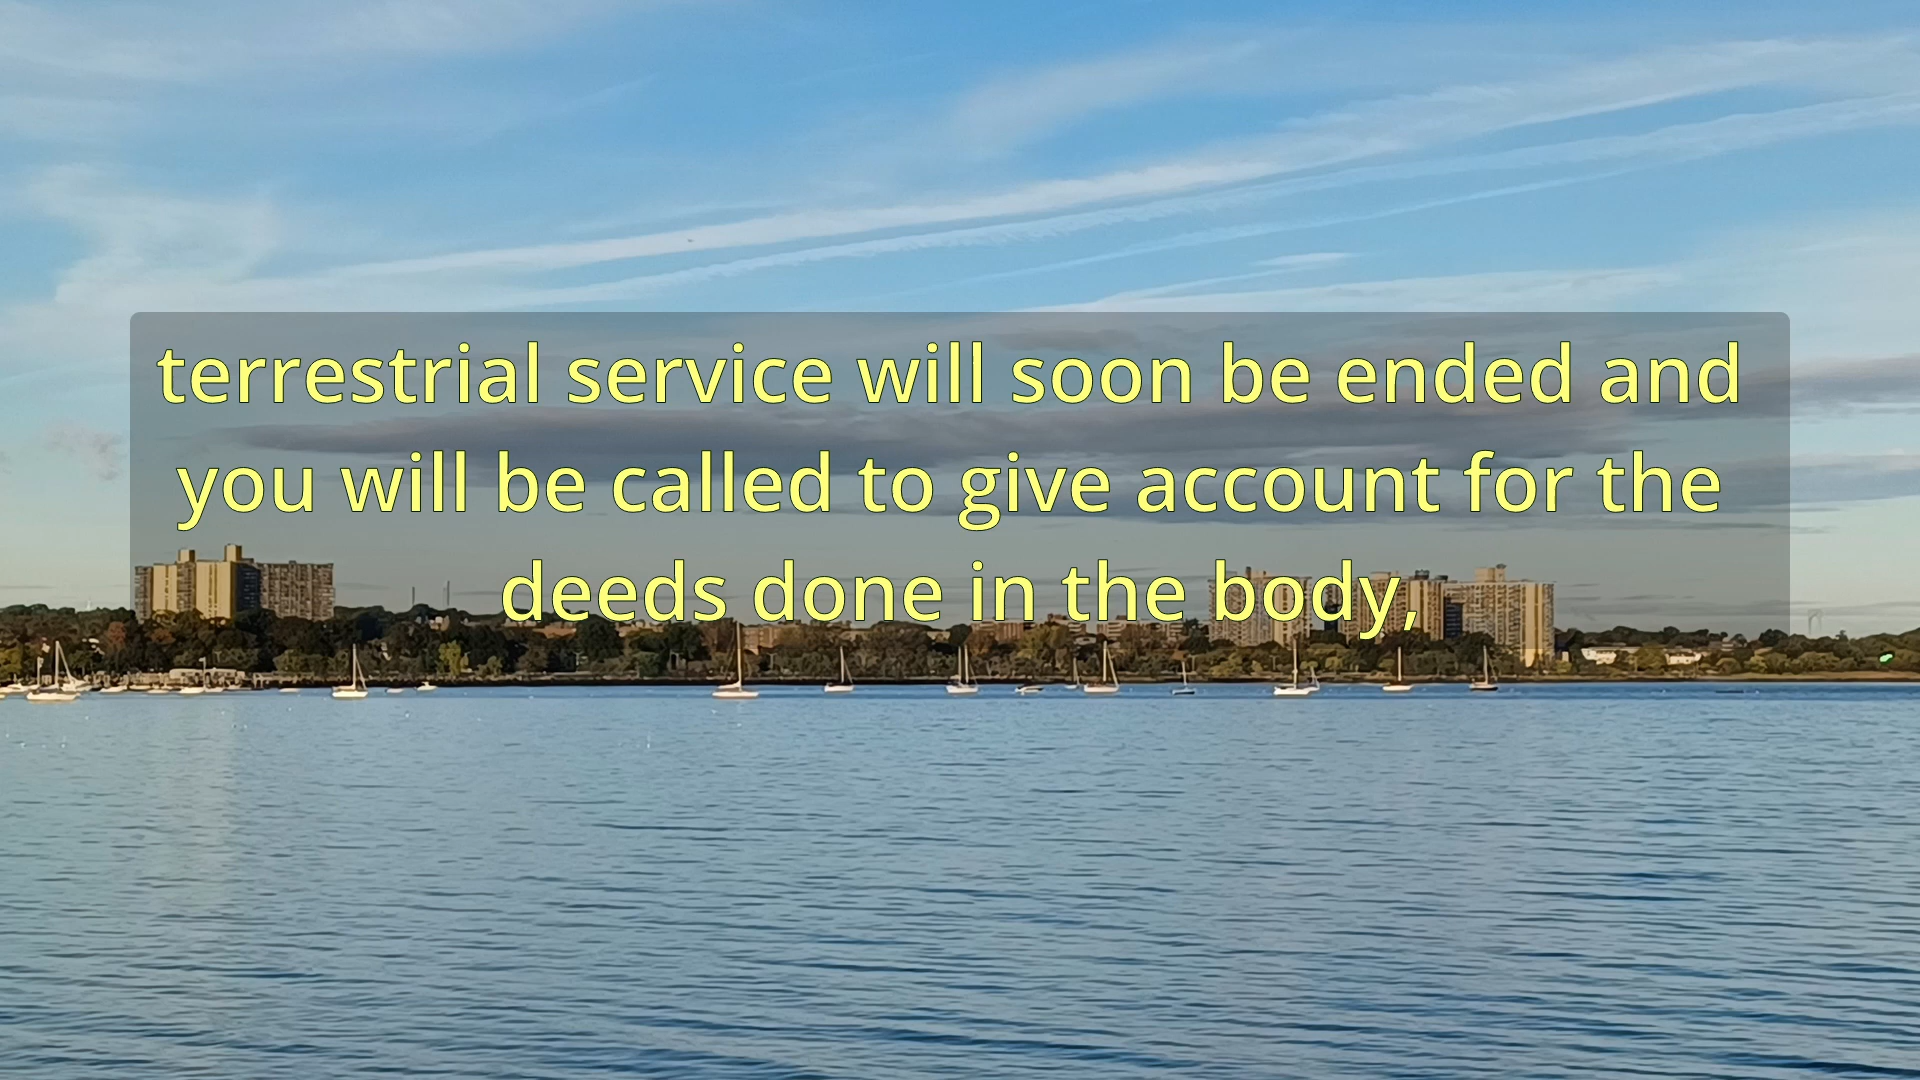 terrestrial service will soon be ended and
you will be called to give account for the
deeds done in the body,